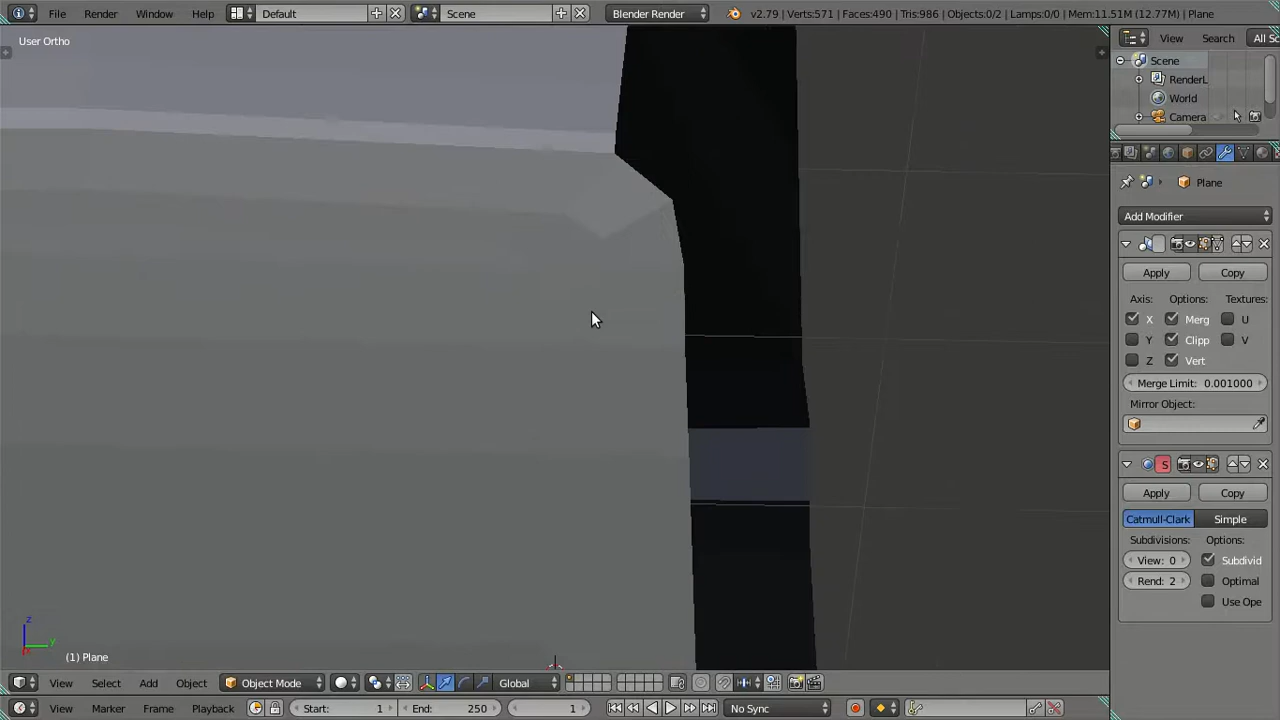 File Render Window Help Default Scene Blender Render v2.79 | Verts:571 | Faces:490 | Tris:986 | Objects:0/2 | Lamps:0/0 | Mem:11.51M (12.77M) | Plane
User Ortho
View Search All Sc
Scene
RenderL
World
Camera
Plane
Add Modifier
Apply Copy
Axis: Options: Textures:
X Merg U
Y Clipp V
Z Vert
Merge Limit: 0.001000
Mirror Object:
S
Apply Copy
Catmull-Clark Simple
Subdivisions: Options:
View: 0 Subdivid
Rend: 2 Optimal
Use Ope
z
y
(1) Plane
View Select Add Object Object Mode Global
View Marker Frame Playback Start: 1 End: 250 1 No Sync